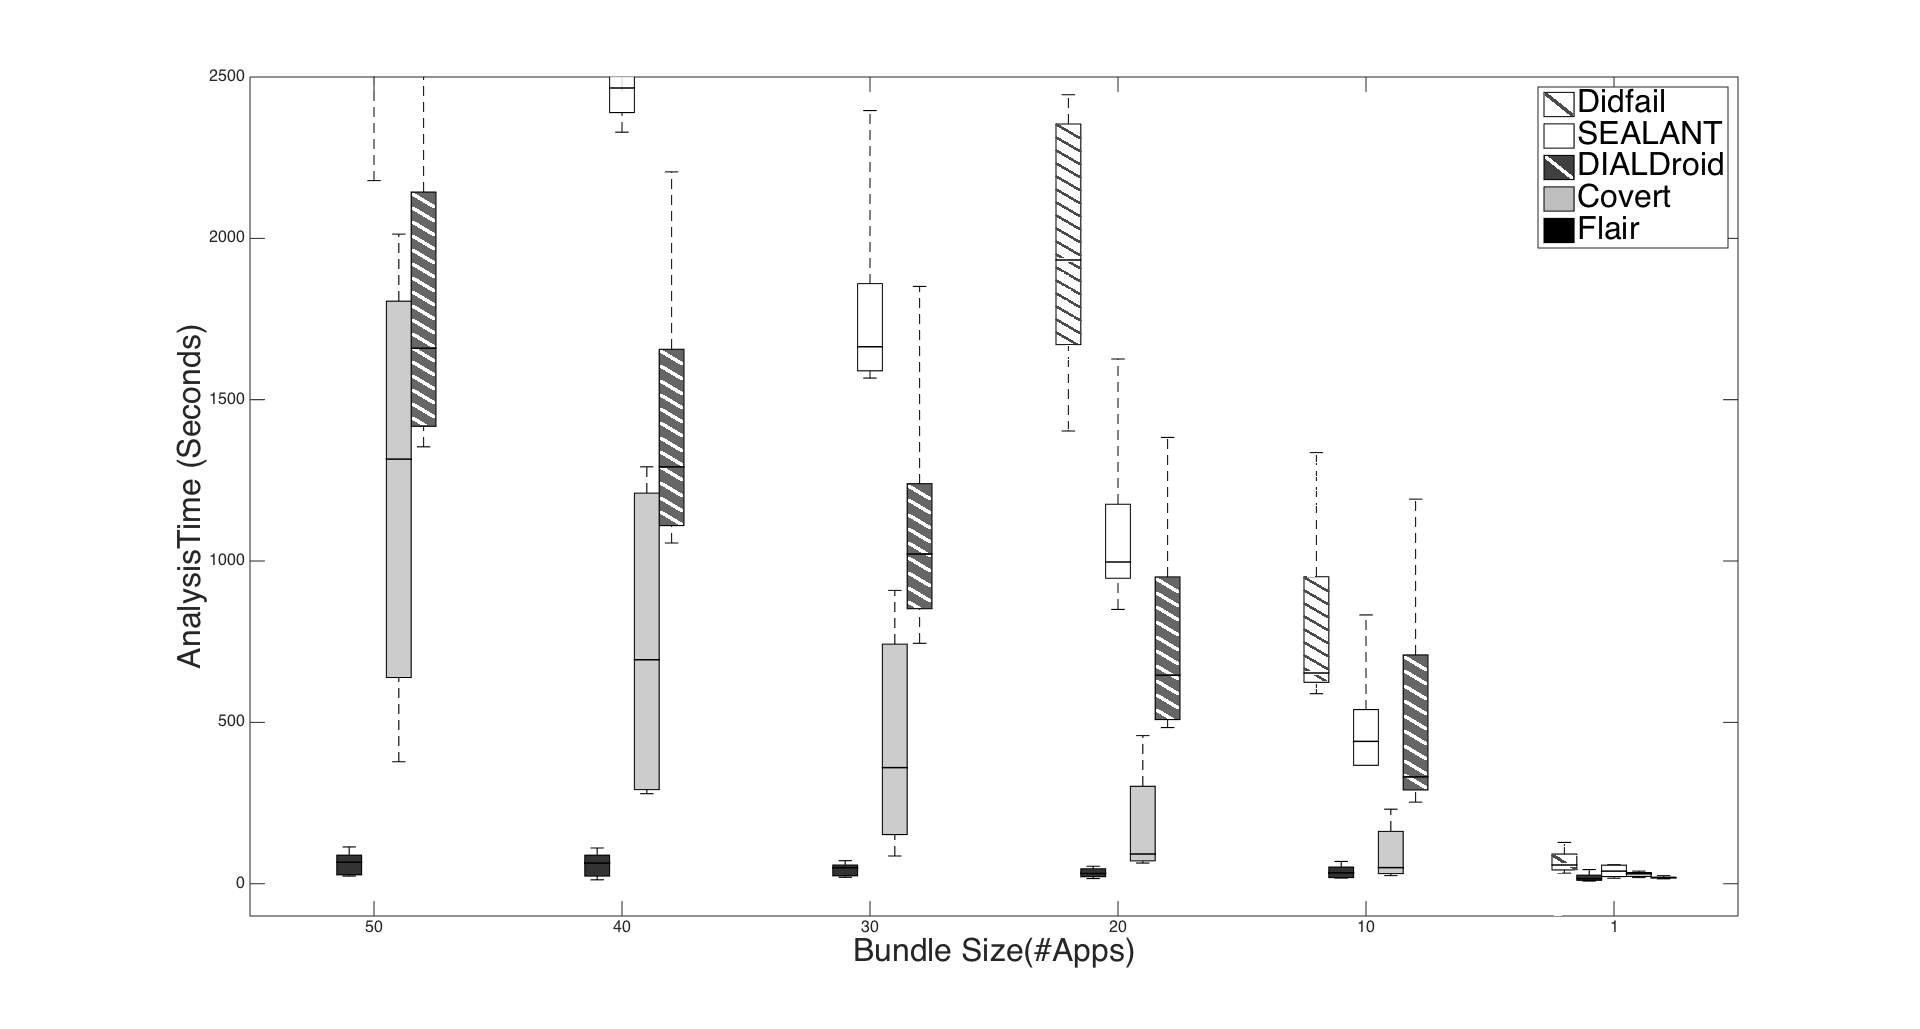 2500
2000
1500
1000
500
0
AnalysisTime (Seconds)
Didfail
SEALANT
DIALDroid
Covert
Flair
50 40 30 20 10 1
Bundle Size(#Apps)